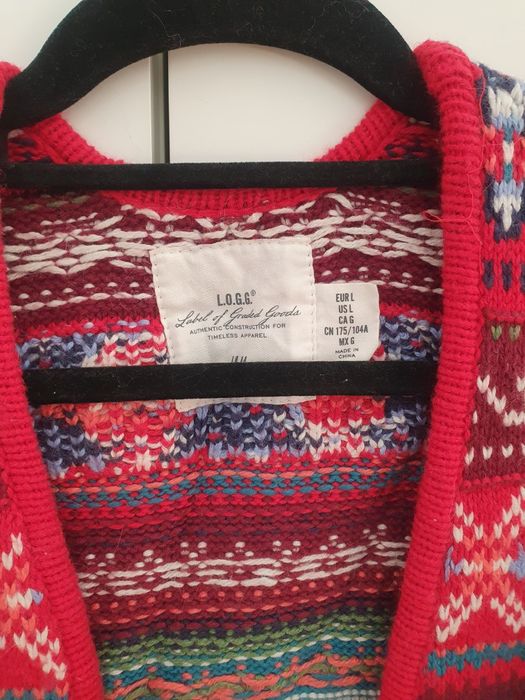 L.O.G.G.®
Label of Graded Goods
AUTHENTIC CONSTRUCTION FOR
TIMELESS APPAREL
EUR L
US L
CA G
CN 175/104A
MX G
MADE IN
CHINA